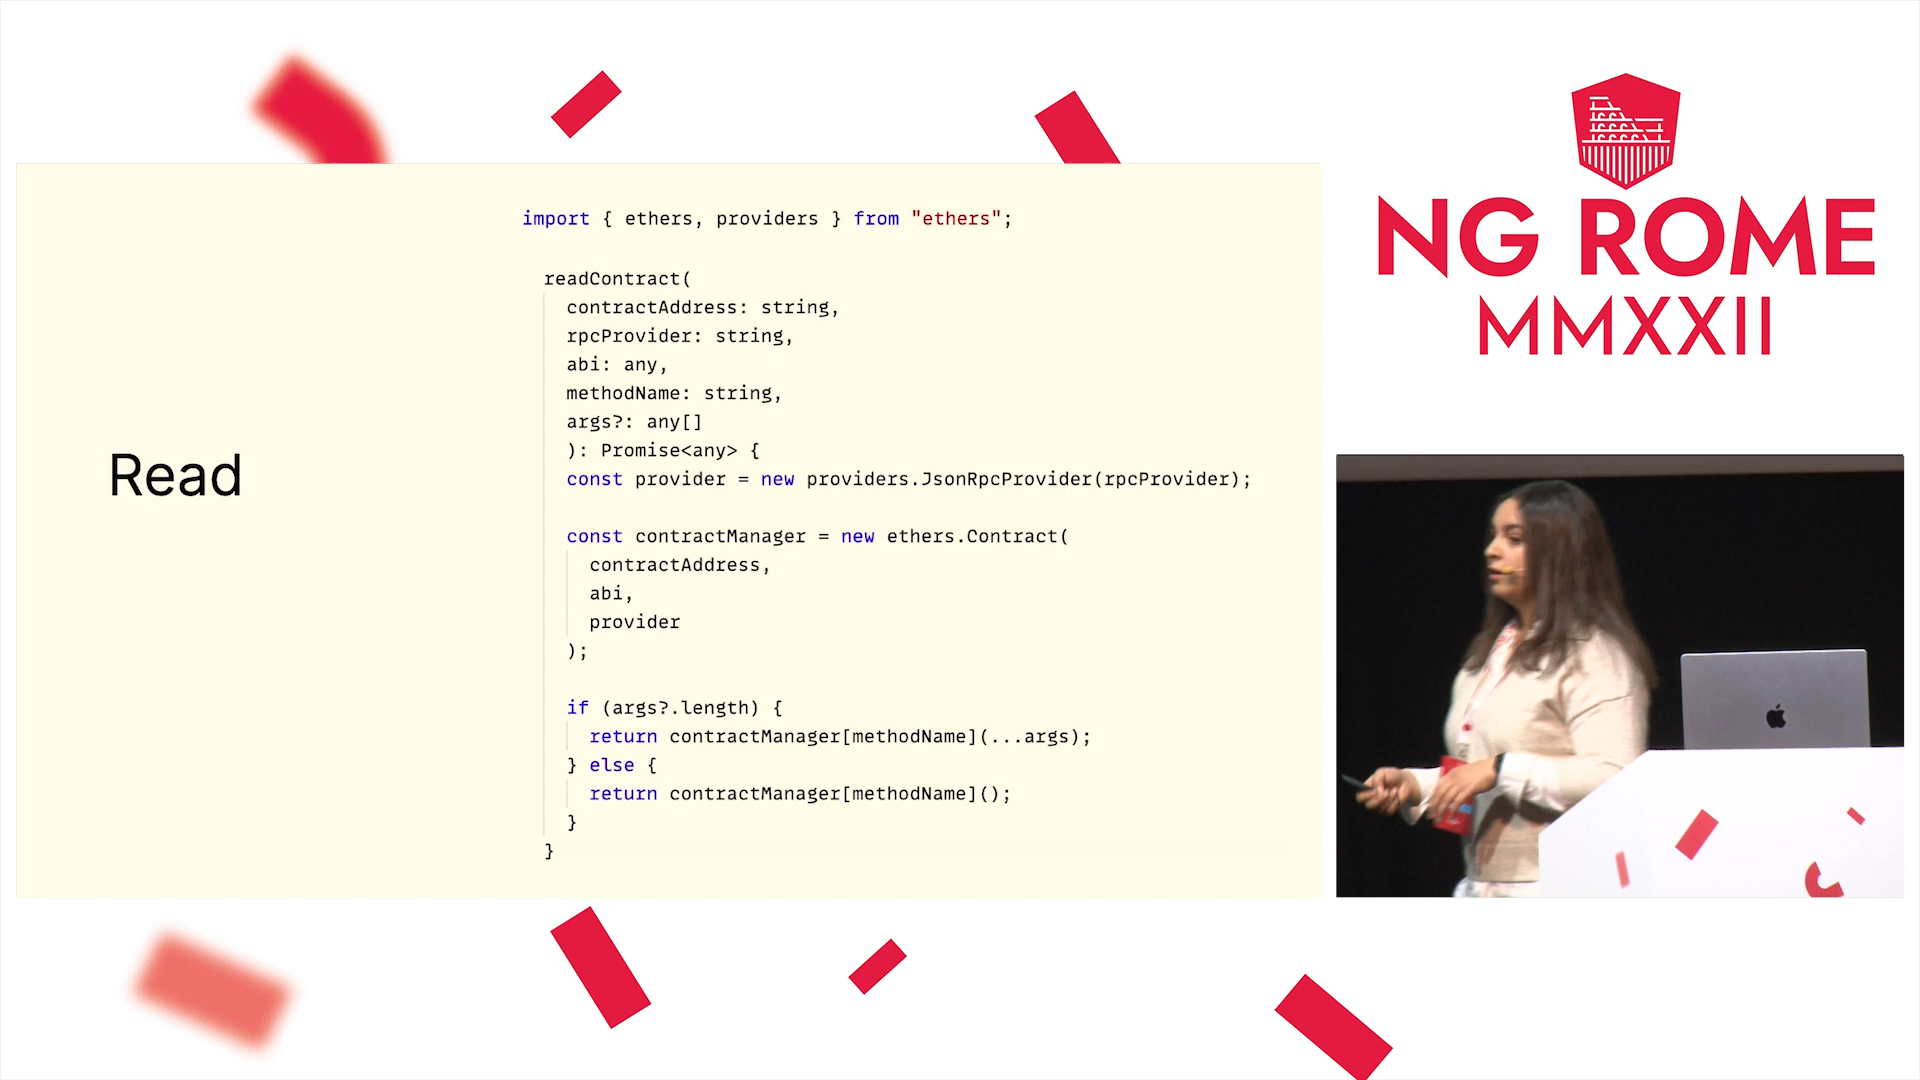 NG ROME
MMXXII
Read
import { ethers, providers } from "ethers";
readContract(
contractAddress: string,
rpcProvider: string,
abi: any,
methodName: string,
args?: any[]
): Promise<any> {
const provider = new providers.JsonRpcProvider(rpcProvider);
const contractManager = new ethers.Contract(
contractAddress,
abi,
provider
);
if (args?.length) {
return contractManager[methodName](...args);
} else {
return contractManager[methodName]();
}
}